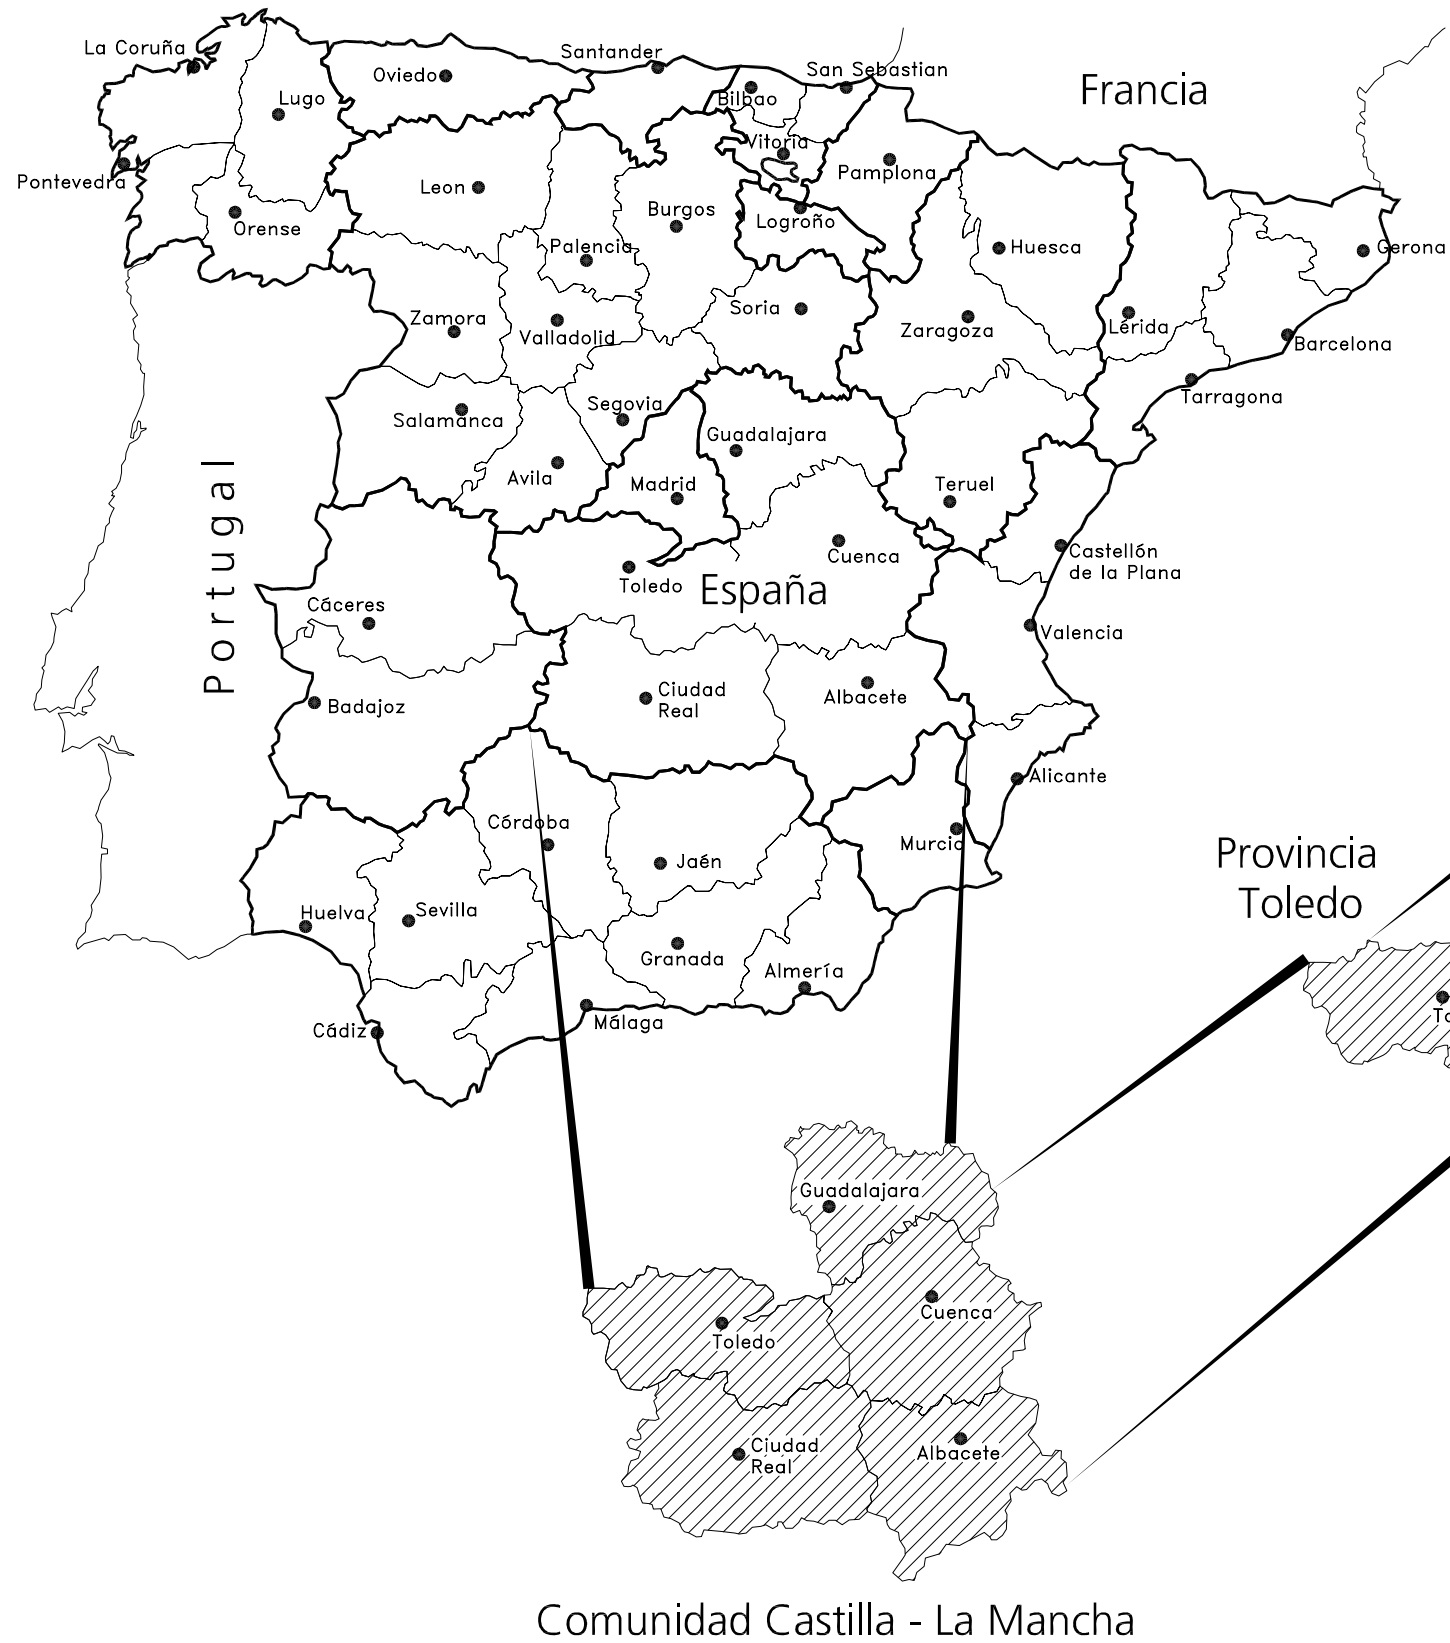 La Coruña
Santander
San Sebastian
Oviedo
Francia
Lugo
Bilbao
Vitoria
Pontevedra
Pamplona
Leon
Burgos
Logroño
Orense
Palencia
Huesca
Gerona
Soria
Zamora
Valladolid
Zaragoza
Lérida
Barcelona
Tarragona
Segovia
Salamanca
Guadalajara
Avila
Madrid
Teruel
Portugal
Cuenca
Castellón
de la Plana
Toledo
España
Cáceres
Valencia
Ciudad
Real
Albacete
Badajoz
Alicante
Córdoba
Murcia
Jaén
Provincia
Toledo
Huelva
Sevilla
Granada
Almería
Cádiz
Málaga
Guadalajara
Cuenca
Toledo
Ciudad
Real
Albacete
Comunidad Castilla - La Mancha